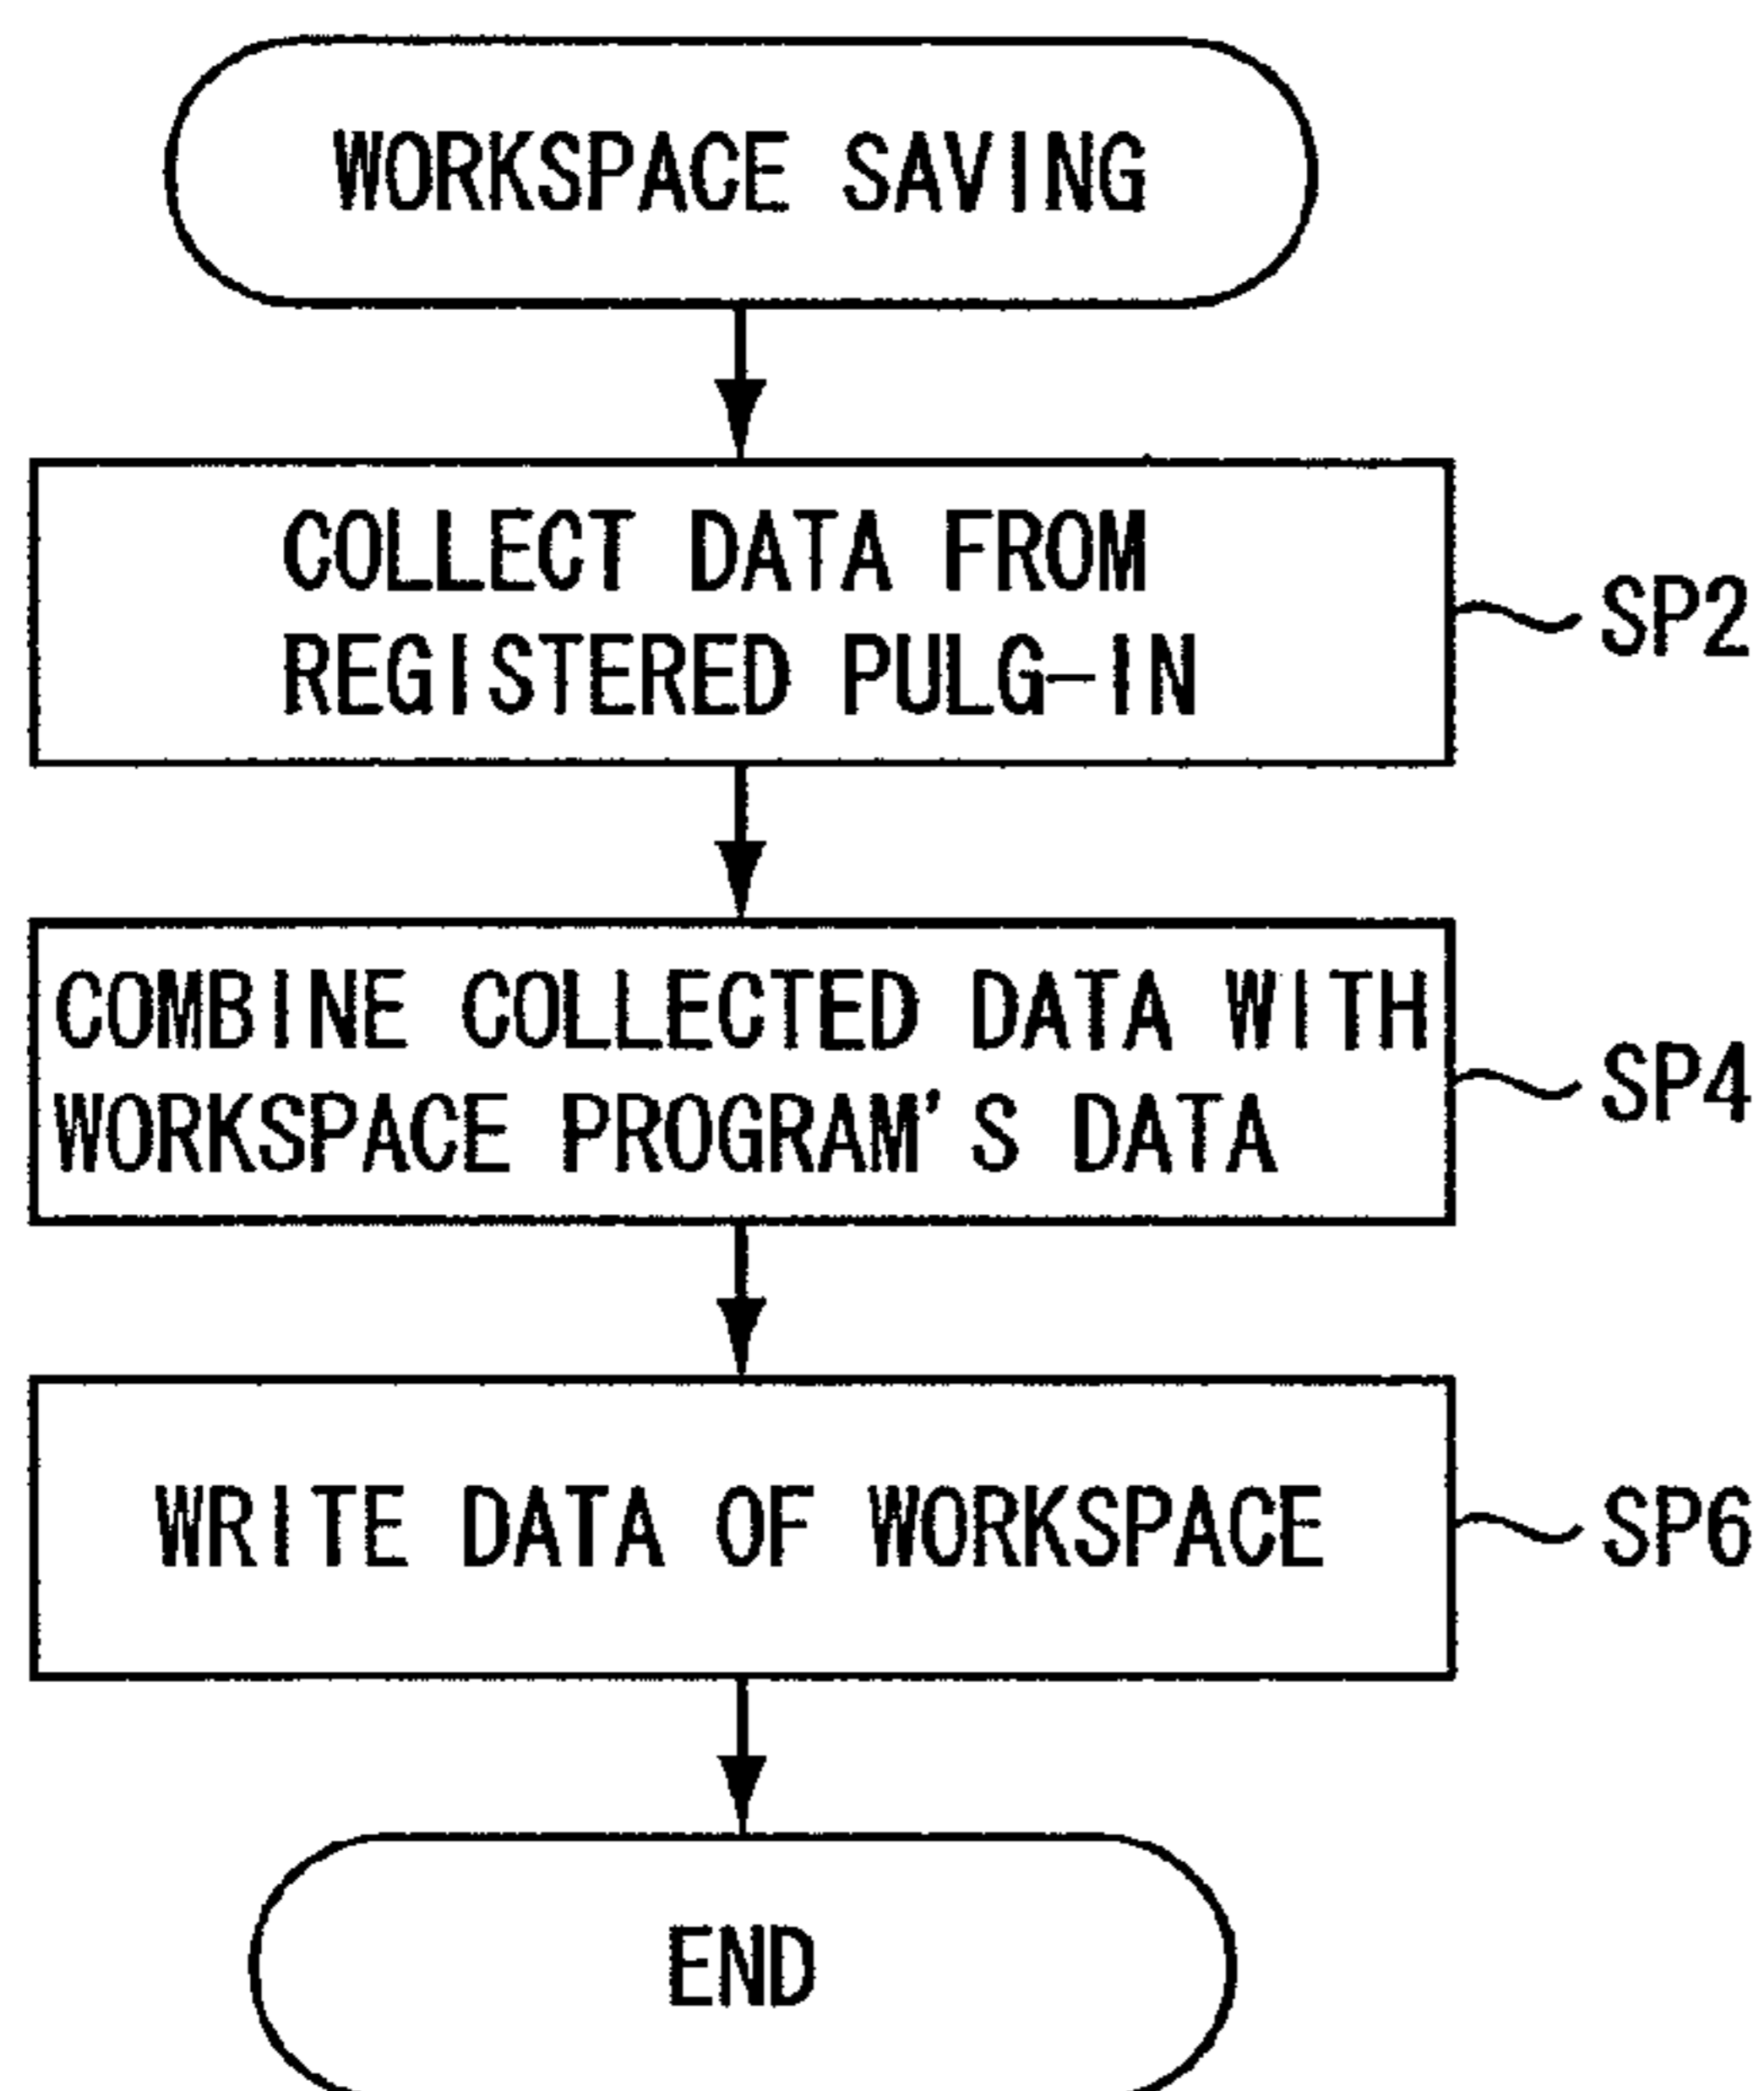 WORKSPACE SAVING
COLLECT DATA FROM
REGISTERED PULG-IN
SP2
COMBINE COLLECTED DATA WITH
WORKSPACE PROGRAM'S DATA
SP4
WRITE DATA OF WORKSPACE
SP6
END